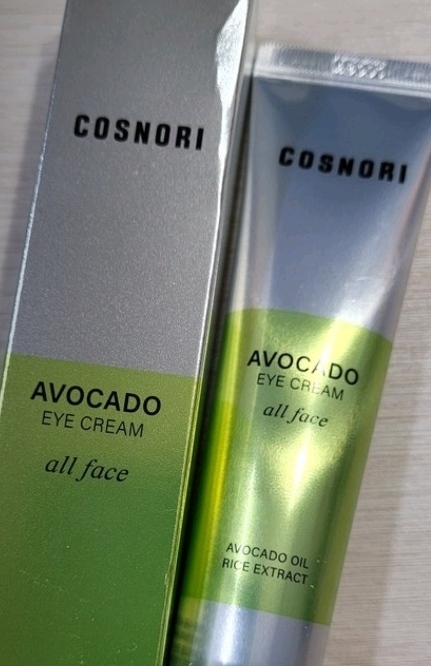 COSNORI
AVOCADO
EYE CREAM
all face
COSNORI
AVOCADO
EYE CREAM
all face
AVOCADO OIL
RICE EXTRACT